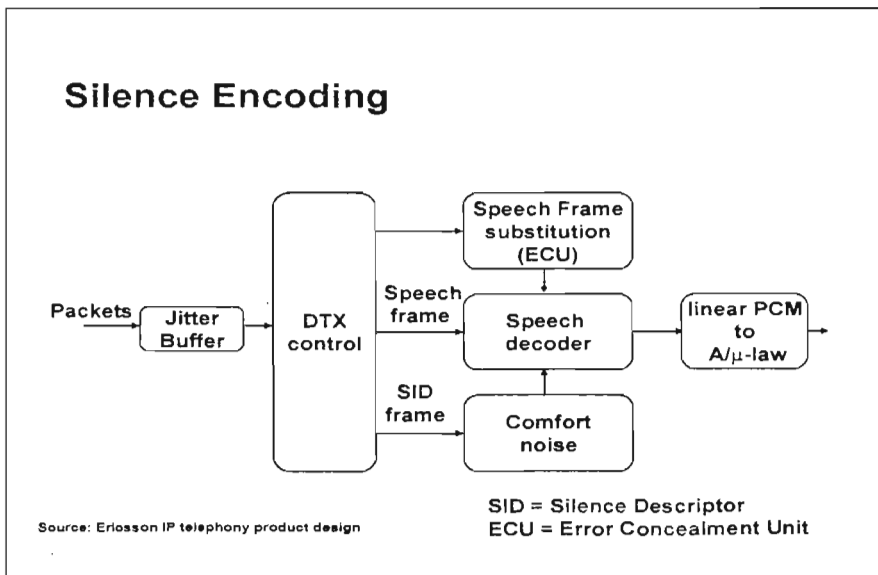 Silence Encoding
Packets
Jitter
Buffer
DTX
control
Speech
frame
SID
frame
Speech Frame
substitution
(ECU)
Speech
decoder
Comfort
noise
linear PCM
to
A/μ-law
SID = Silence Descriptor
ECU = Error Concealment Unit
Source: Ericsson IP telephony product design